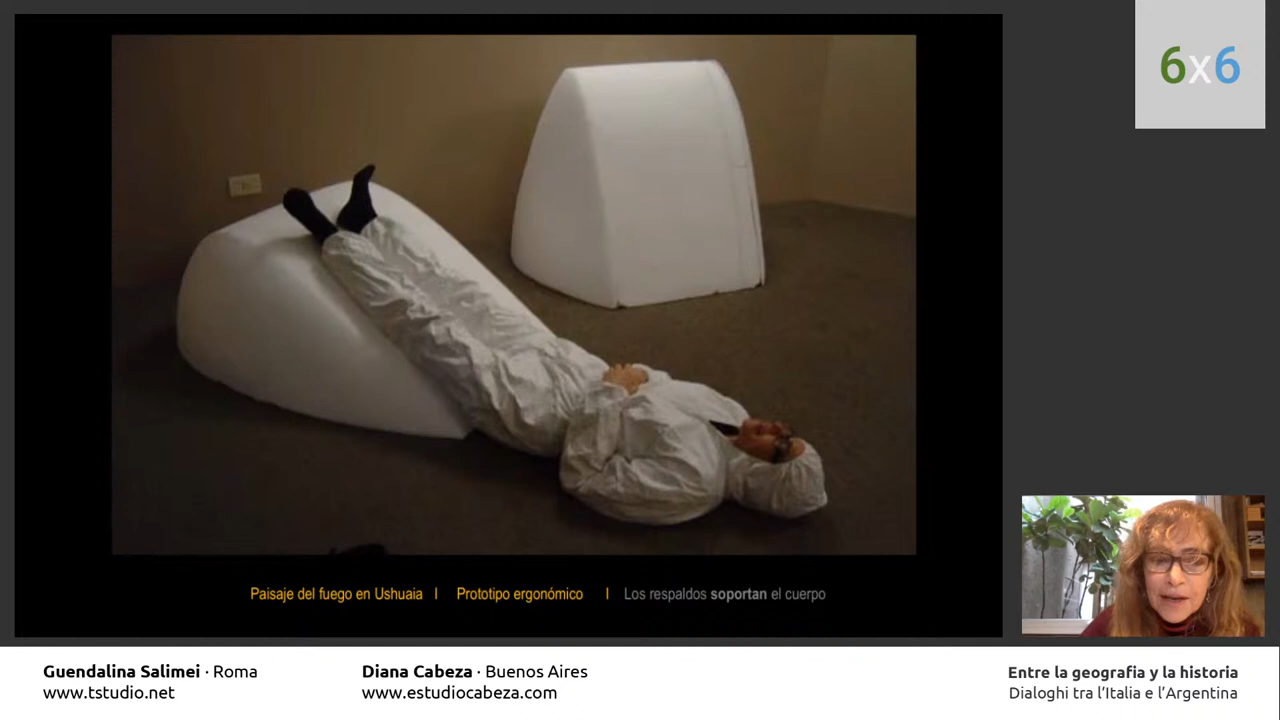 6x6
Paisaje del fuego en Ushuaia I Prototipo ergonómico I Los respaldos soportan el cuerpo
Guendalina Salimei · Roma
www.tstudio.net
Diana Cabeza · Buenos Aires
www.estudiocabeza.com
Entre la geografia y la historia
Dialoghi tra l'Italia e l'Argentina